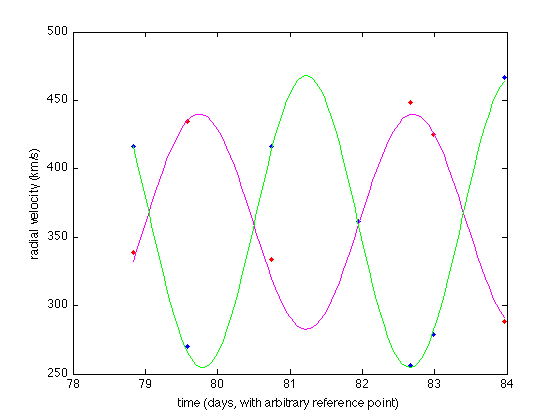 500
450
400
350
300
250
radial velocity (km/s)
78 79 80 81 82 83 84
time (days, with arbitrary reference point)